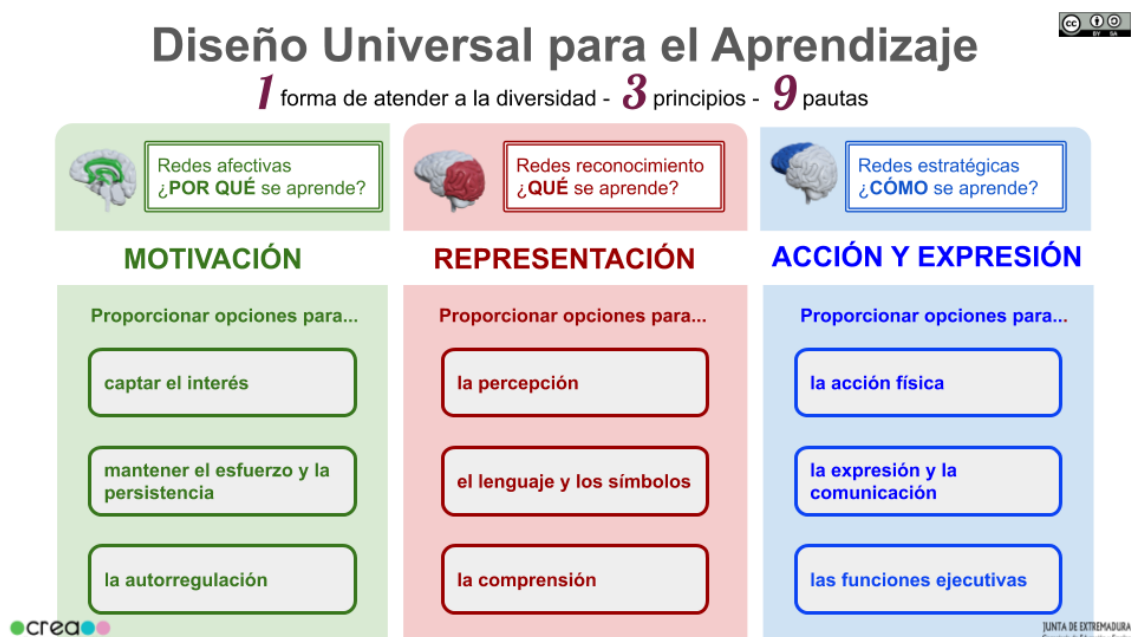 Diseño Universal para el Aprendizaje
cc BY SA
1 forma de atender a la diversidad - 3 principios - 9 pautas
Redes afectivas
¿POR QUÉ se aprende?
MOTIVACIÓN
Proporcionar opciones para...
captar el interés
mantener el esfuerzo y la
persistencia
la autorregulación
Redes reconocimiento
¿QUÉ se aprende?
REPRESENTACIÓN
Proporcionar opciones para...
la percepción
el lenguaje y los símbolos
la comprensión
Redes estratégicas
¿CÓMO se aprende?
ACCIÓN Y EXPRESIÓN
Proporcionar opciones para...
la acción física
la expresión y la
comunicación
las funciones ejecutivas
crea
JUNTA DE EXTREMADURA